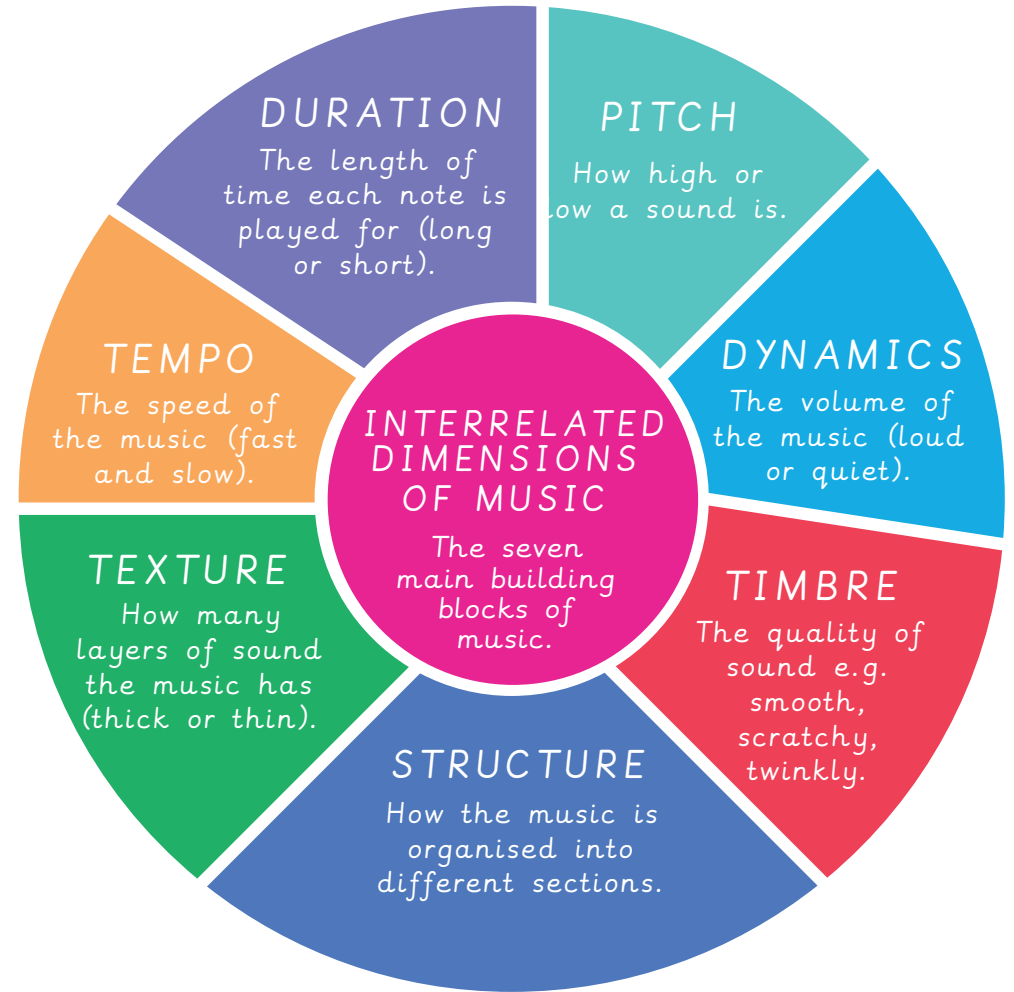 DURATION
The length of
time each note is
played for (long
or short).
PITCH
How high or
low a sound is.
DYNAMICS
The volume of
the music (loud
or quiet).
TIMBRE
The quality of
sound e.g.
smooth,
scratchy,
twinkly.
STRUCTURE
How the music is
organised into
different sections.
TEXTURE
How many
layers of sound
the music has
(thick or thin).
TEMPO
The speed of
the music (fast
and slow).
INTERRELATED
DIMENSIONS
OF MUSIC
The seven
main building
blocks of
music.